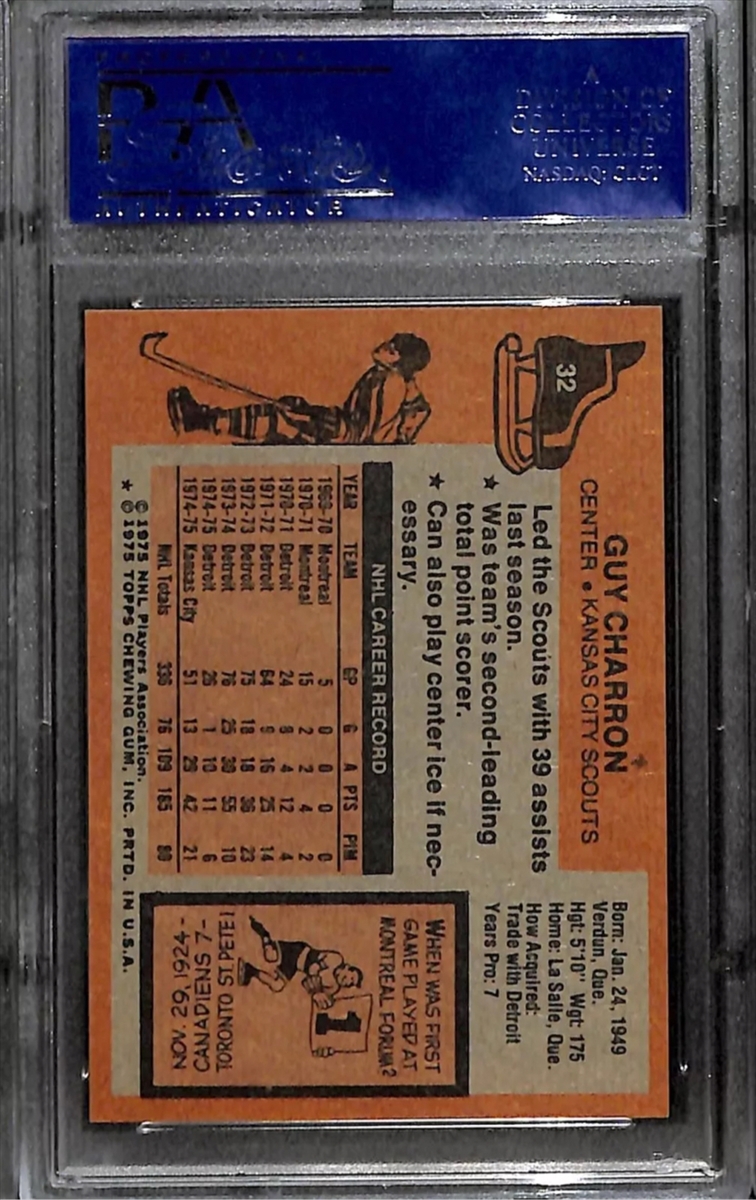 A
DIVISION OF
COLLECTORS
UNIVERSE
NASDAQ: CLCT
32
GUY CHARRON
CENTER • KANSAS CITY SCOUTS
Led the Scouts with 39 assists
last season.
★ Was team's second-leading
total point scorer.
★ Can also play center ice if nec-
essary.
Born: Jan. 24, 1949
Verdun, Que.
Hgt: 5'10" Wgt: 175
Home: La Salle, Que.
How Acquired:
Trade with Detroit
Years Pro: 7
NHL CAREER RECORD
YEAR TEAM GP G A PTS PIM
1969-70 Montreal 5 0 0 0 0
1970-71 Montreal 15 2 2 4 2
1970-71 Detroit 24 8 4 12 4
1971-72 Detroit 64 9 16 25 14
1972-73 Detroit 75 18 18 36 23
1973-74 Detroit 76 25 30 55 10
1974-75 Detroit 26 1 10 11 6
1974-75 Kansas City 51 13 29 42 21
NHL Totals 336 76 109 185 80
WHEN WAS FIRST
GAME PLAYED AT
MONTREAL FORUM?
1
TORONTO ST. PETE!
CANADIENS 7-
NOV. 29, 1924-
© 1975 NHL Players Association.
★ © 1975 TOPPS CHEWING GUM, INC. PRTD. IN U.S.A.